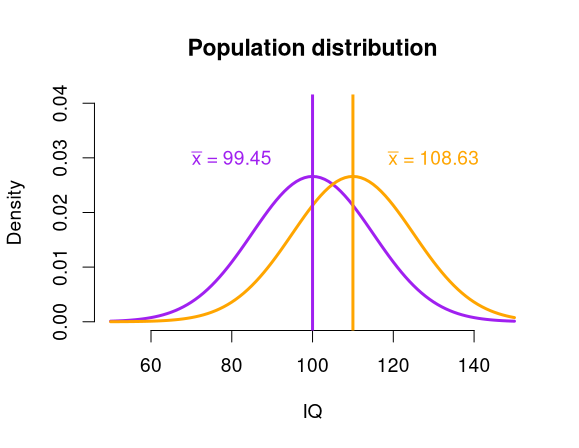 Population distribution
x̅ = 99.45
x̅ = 108.63
Density
0.04
0.03
0.02
0.01
0.00
60 80 100 120 140
IQ